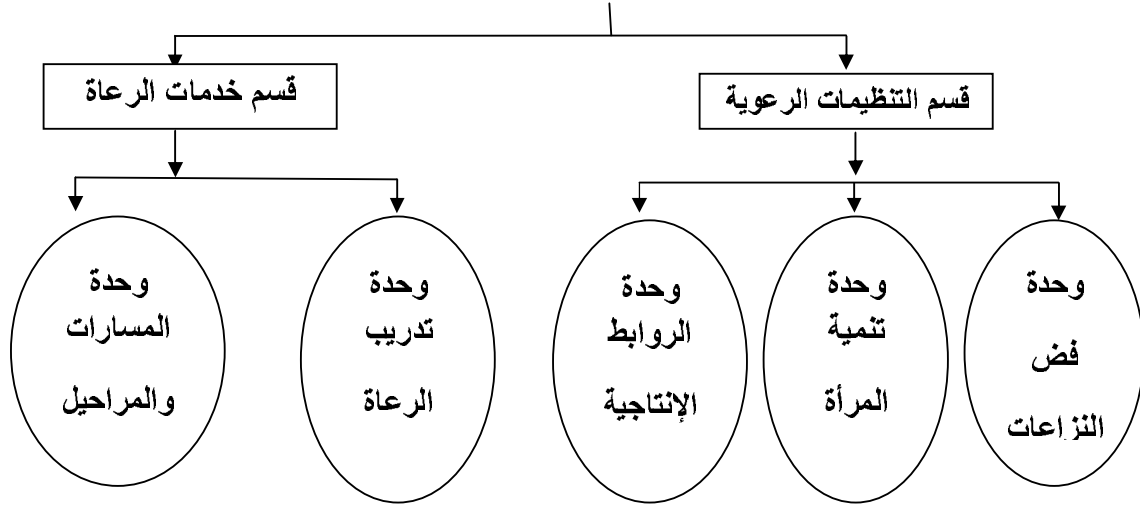 قسم التنظيمات الرعوية
قسم خدمات الرعاة
وحدة
فض
النزاعات
وحدة
تنمية
المرأة
وحدة
الروابط
الإنتاجية
وحدة
تدريب
الرعاة
وحدة
المسارات
والمراحيل